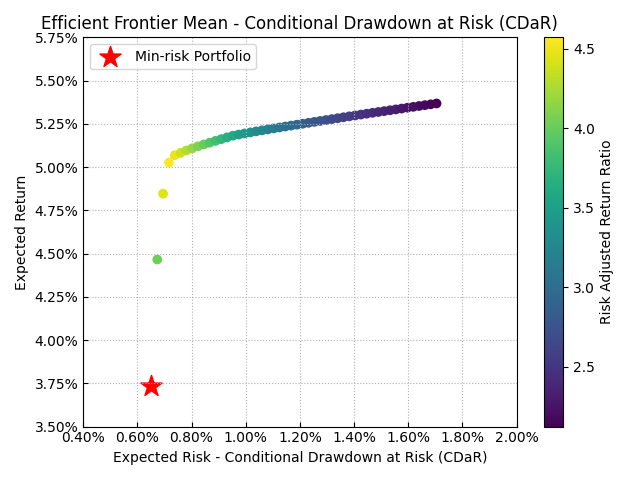 Efficient Frontier Mean - Conditional Drawdown at Risk (CDaR)
Min-risk Portfolio
5.75%
5.50%
5.25%
5.00%
4.75%
4.50%
4.25%
4.00%
3.75%
3.50%
Expected Return
0.40% 0.60% 0.80% 1.00% 1.20% 1.40% 1.60% 1.80% 2.00%
Expected Risk - Conditional Drawdown at Risk (CDaR)
4.5
4.0
3.5
3.0
2.5
Risk Adjusted Return Ratio